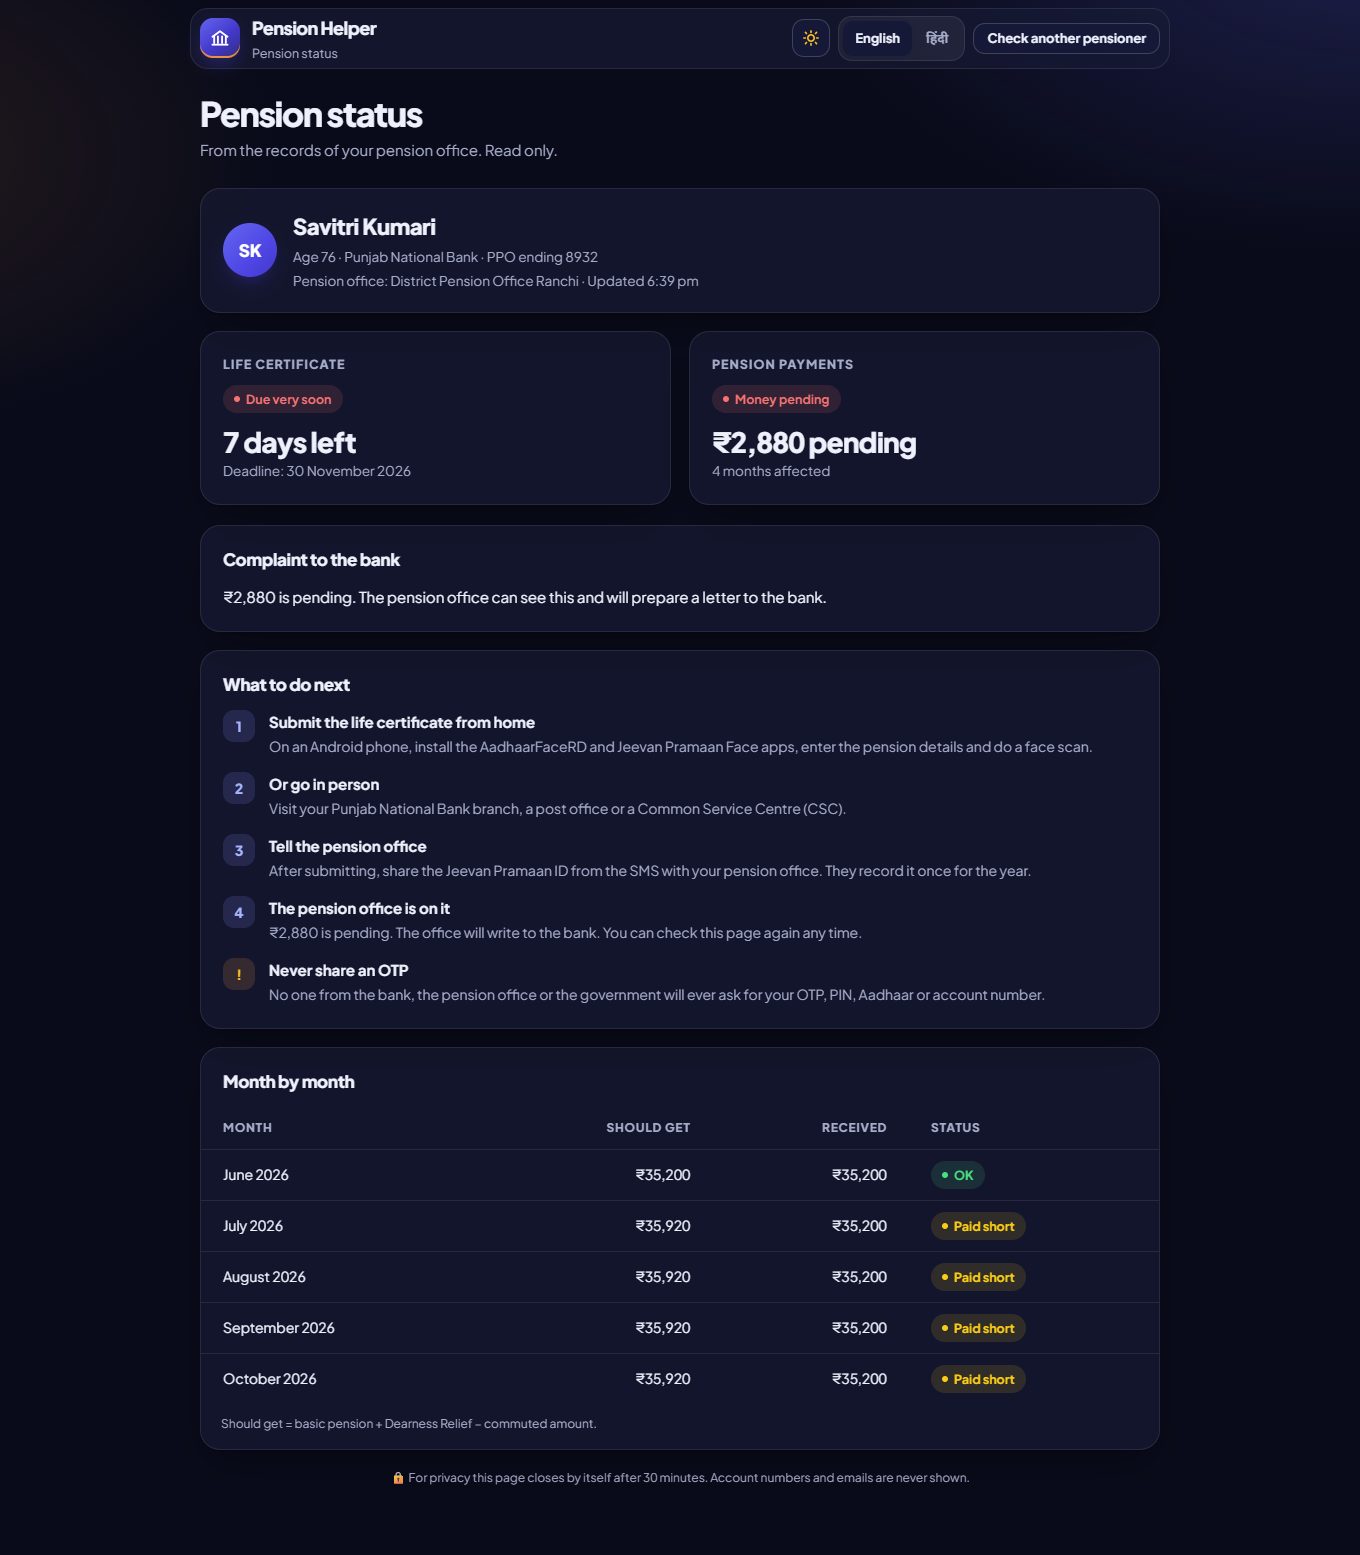 Pension Helper
Pension status
English
हिंदी
Check another pensioner
Pension status
From the records of your pension office. Read only.
SK
Savitri Kumari
Age 76 · Punjab National Bank · PPO ending 8932
Pension office: District Pension Office Ranchi · Updated 6:39 pm
LIFE CERTIFICATE
Due very soon
7 days left
Deadline: 30 November 2026
PENSION PAYMENTS
Money pending
₹2,880 pending
4 months affected
Complaint to the bank
₹2,880 is pending. The pension office can see this and will prepare a letter to the bank.
What to do next
1 Submit the life certificate from home
On an Android phone, install the AadhaarFaceRD and Jeevan Pramaan Face apps, enter the pension details and do a face scan.
2 Or go in person
Visit your Punjab National Bank branch, a post office or a Common Service Centre (CSC).
3 Tell the pension office
After submitting, share the Jeevan Pramaan ID from the SMS with your pension office. They record it once for the year.
4 The pension office is on it
₹2,880 is pending. The office will write to the bank. You can check this page again any time.
! Never share an OTP
No one from the bank, the pension office or the government will ever ask for your OTP, PIN, Aadhaar or account number.
Month by month
MONTH SHOULD GET RECEIVED STATUS
June 2026 ₹35,200 ₹35,200 OK
July 2026 ₹35,920 ₹35,200 Paid short
August 2026 ₹35,920 ₹35,200 Paid short
September 2026 ₹35,920 ₹35,200 Paid short
October 2026 ₹35,920 ₹35,200 Paid short
Should get = basic pension + Dearness Relief – commuted amount.
For privacy this page closes by itself after 30 minutes. Account numbers and emails are never shown.